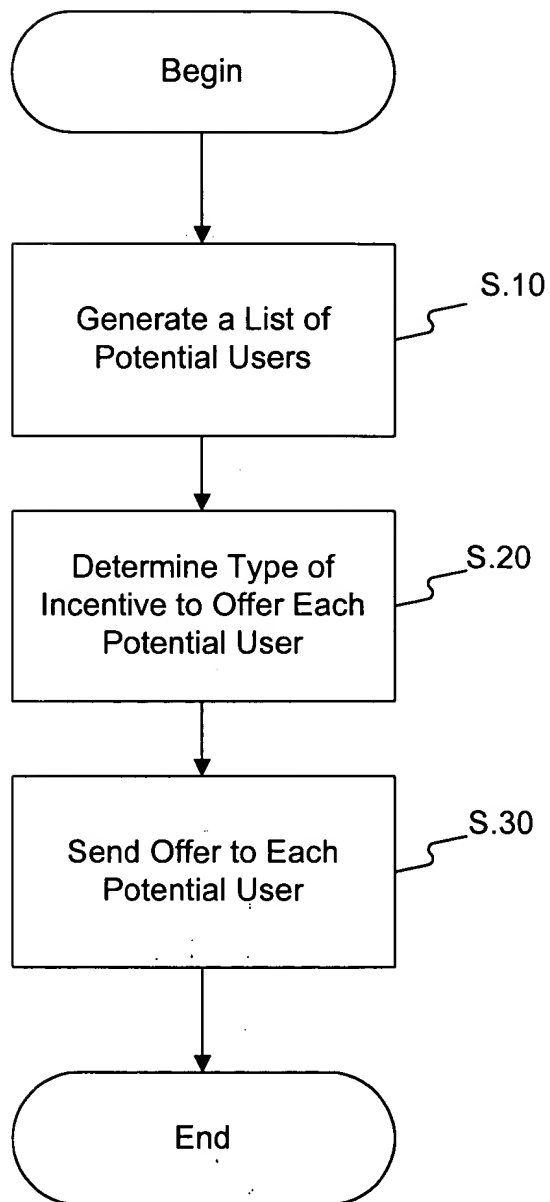 Begin
Generate a List of
Potential Users
S.10
Determine Type of
Incentive to Offer Each
Potential User
S.20
Send Offer to Each
Potential User
S.30
End